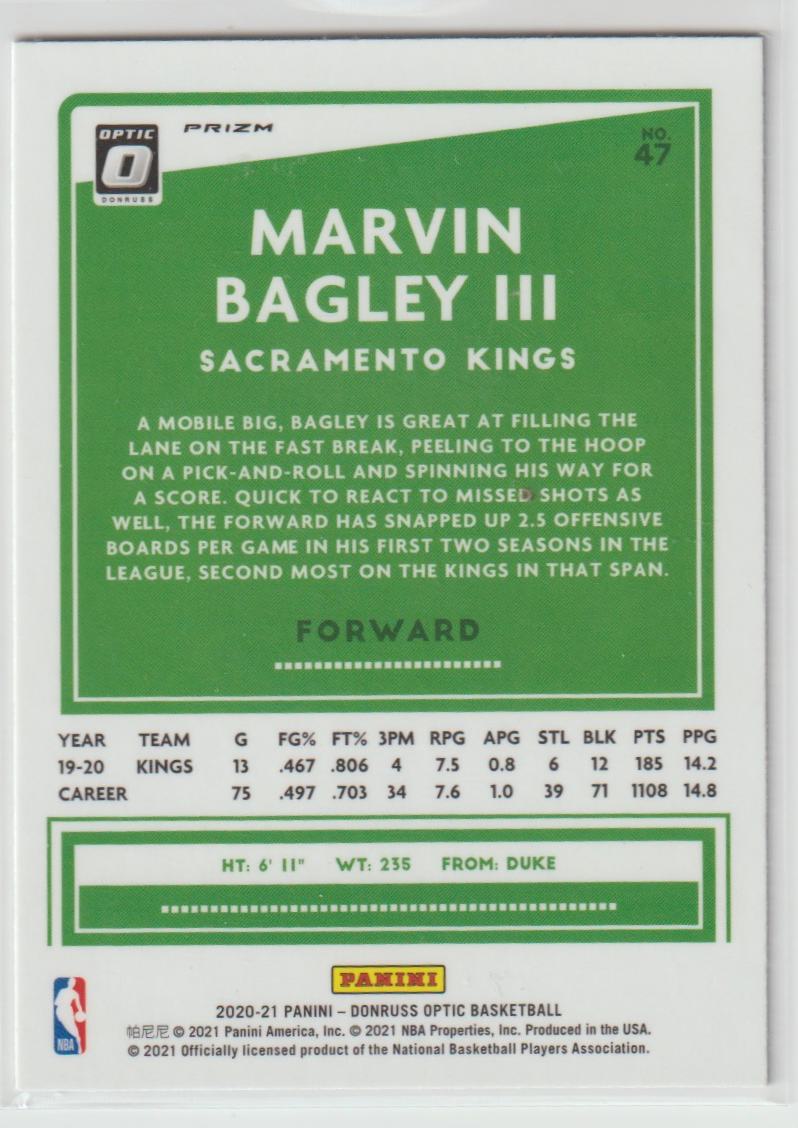 OPTIC
DONRUSS
PRIZM
NO.
47
MARVIN
BAGLEY III
SACRAMENTO KINGS
A MOBILE BIG, BAGLEY IS GREAT AT FILLING THE
LANE ON THE FAST BREAK, PEELING TO THE HOOP
ON A PICK-AND-ROLL AND SPINNING HIS WAY FOR
A SCORE. QUICK TO REACT TO MISSED SHOTS AS
WELL, THE FORWARD HAS SNAPPED UP 2.5 OFFENSIVE
BOARDS PER GAME IN HIS FIRST TWO SEASONS IN THE
LEAGUE, SECOND MOST ON THE KINGS IN THAT SPAN.
FORWARD
YEAR TEAM G FG% FT% 3PM RPG APG STL BLK PTS PPG
19-20 KINGS 13 .467 .806 4 7.5 0.8 6 12 185 14.2
CAREER 75 .497 .703 34 7.6 1.0 39 71 1108 14.8
HT: 6' 11" WT: 235 FROM: DUKE
PANINI
2020-21 PANINI – DONRUSS OPTIC BASKETBALL
帕尼尼 © 2021 Panini America, Inc. © 2021 NBA Properties, Inc. Produced in the USA.
© 2021 Officially licensed product of the National Basketball Players Association.
NBA